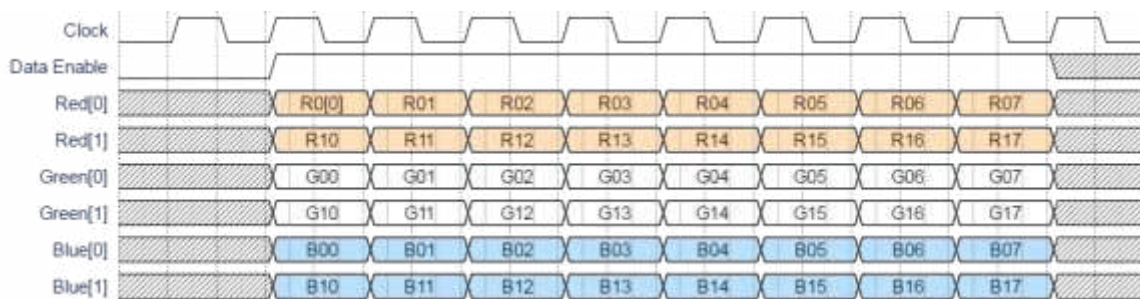 Clock
Data Enable
Red[0] R0[0] R01 R02 R03 R04 R05 R06 R07
Red[1] R10 R11 R12 R13 R14 R15 R16 R17
Green[0] G00 G01 G02 G03 G04 G05 G06 G07
Green[1] G10 G11 G12 G13 G14 G15 G16 G17
Blue[0] B00 B01 B02 B03 B04 B05 B06 B07
Blue[1] B10 B11 B12 B13 B14 B15 B16 B17